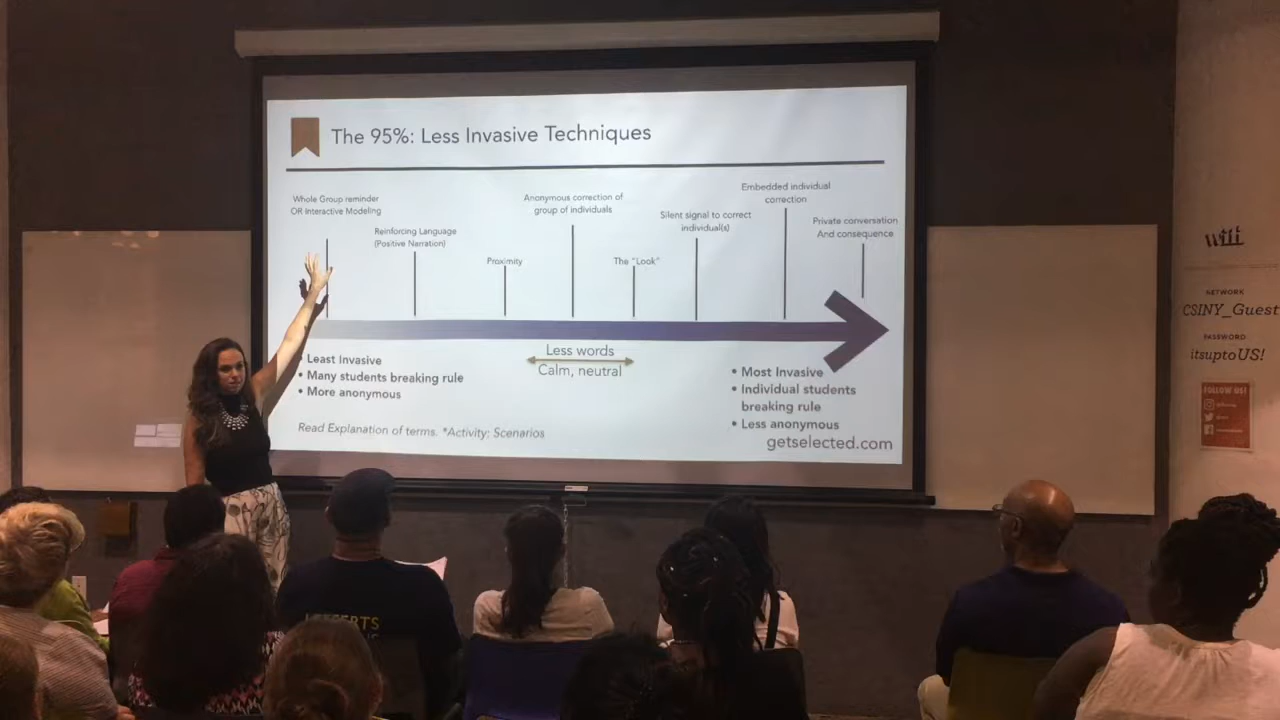 The 95%: Less Invasive Techniques
Whole Group reminder
OR Interactive Modeling
Reinforcing Language
(Positive Narration)
Proximity
Anonymous correction of
group of individuals
The "Look"
Silent signal to correct
individual(s)
Embedded individual
correction
Private conversation
And consequence
Less words
Calm, neutral
• Least Invasive
• Many students breaking rule
• More anonymous
• Most Invasive
• Individual students
breaking rule
• Less anonymous
Read Explanation of terms. *Activity: Scenarios
getselected.com
wifi
NETWORK
CSINY_Guest
PASSWORD
itsuptoUS!
FOLLOW US!